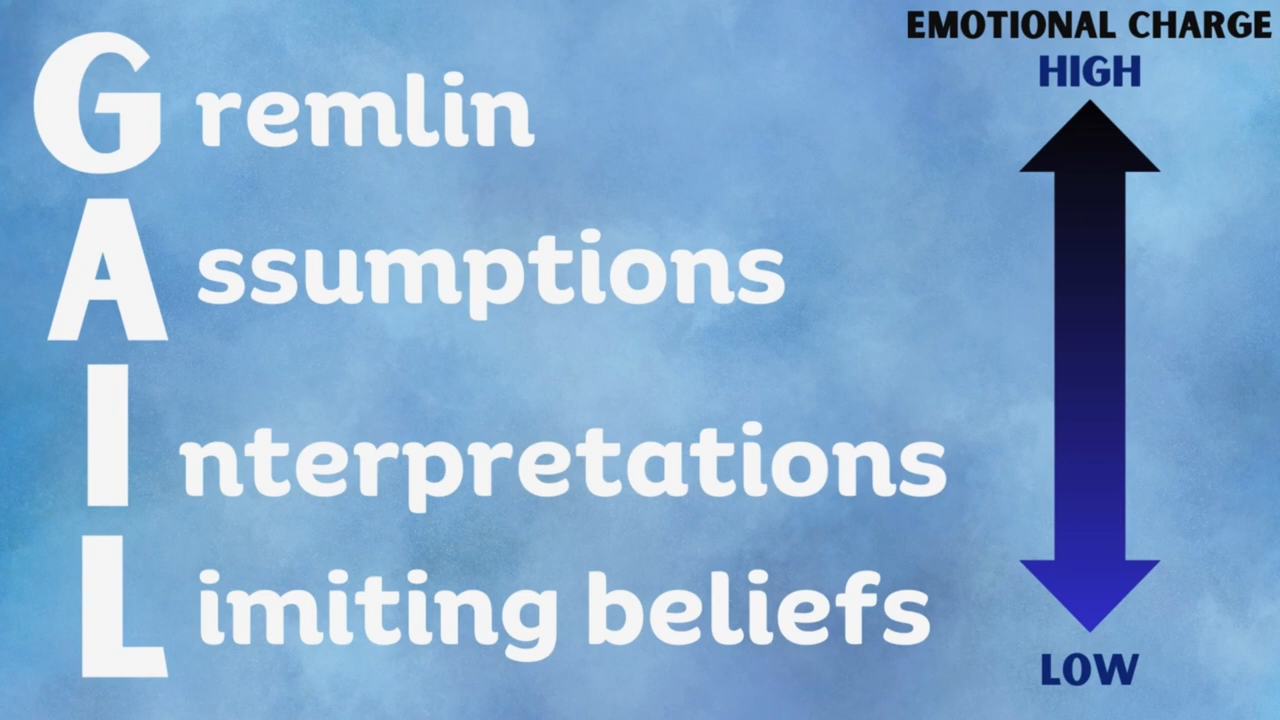 Gremlin
Assumptions
Interpretations
Limiting beliefs
EMOTIONAL CHARGE
HIGH
LOW